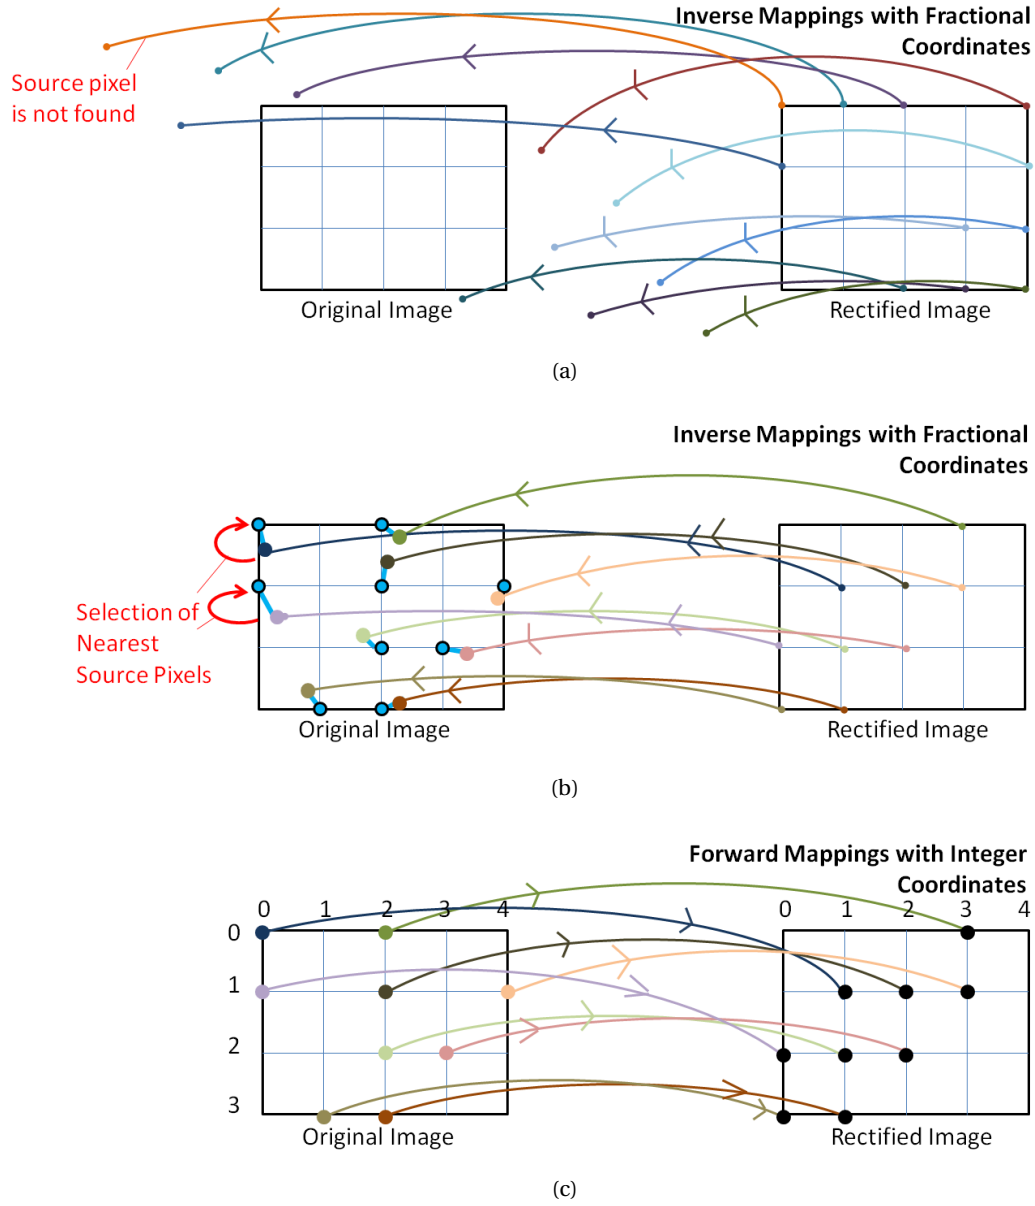 Inverse Mappings with Fractional
Coordinates
Source pixel
is not found
Original Image
Rectified Image
(a)
Inverse Mappings with Fractional
Coordinates
Selection of
Nearest
Source Pixels
Original Image
Rectified Image
(b)
Forward Mappings with Integer
Coordinates
0 1 2 3 4
0 1 2 3 4
0
1
2
3
Original Image
Rectified Image
(c)